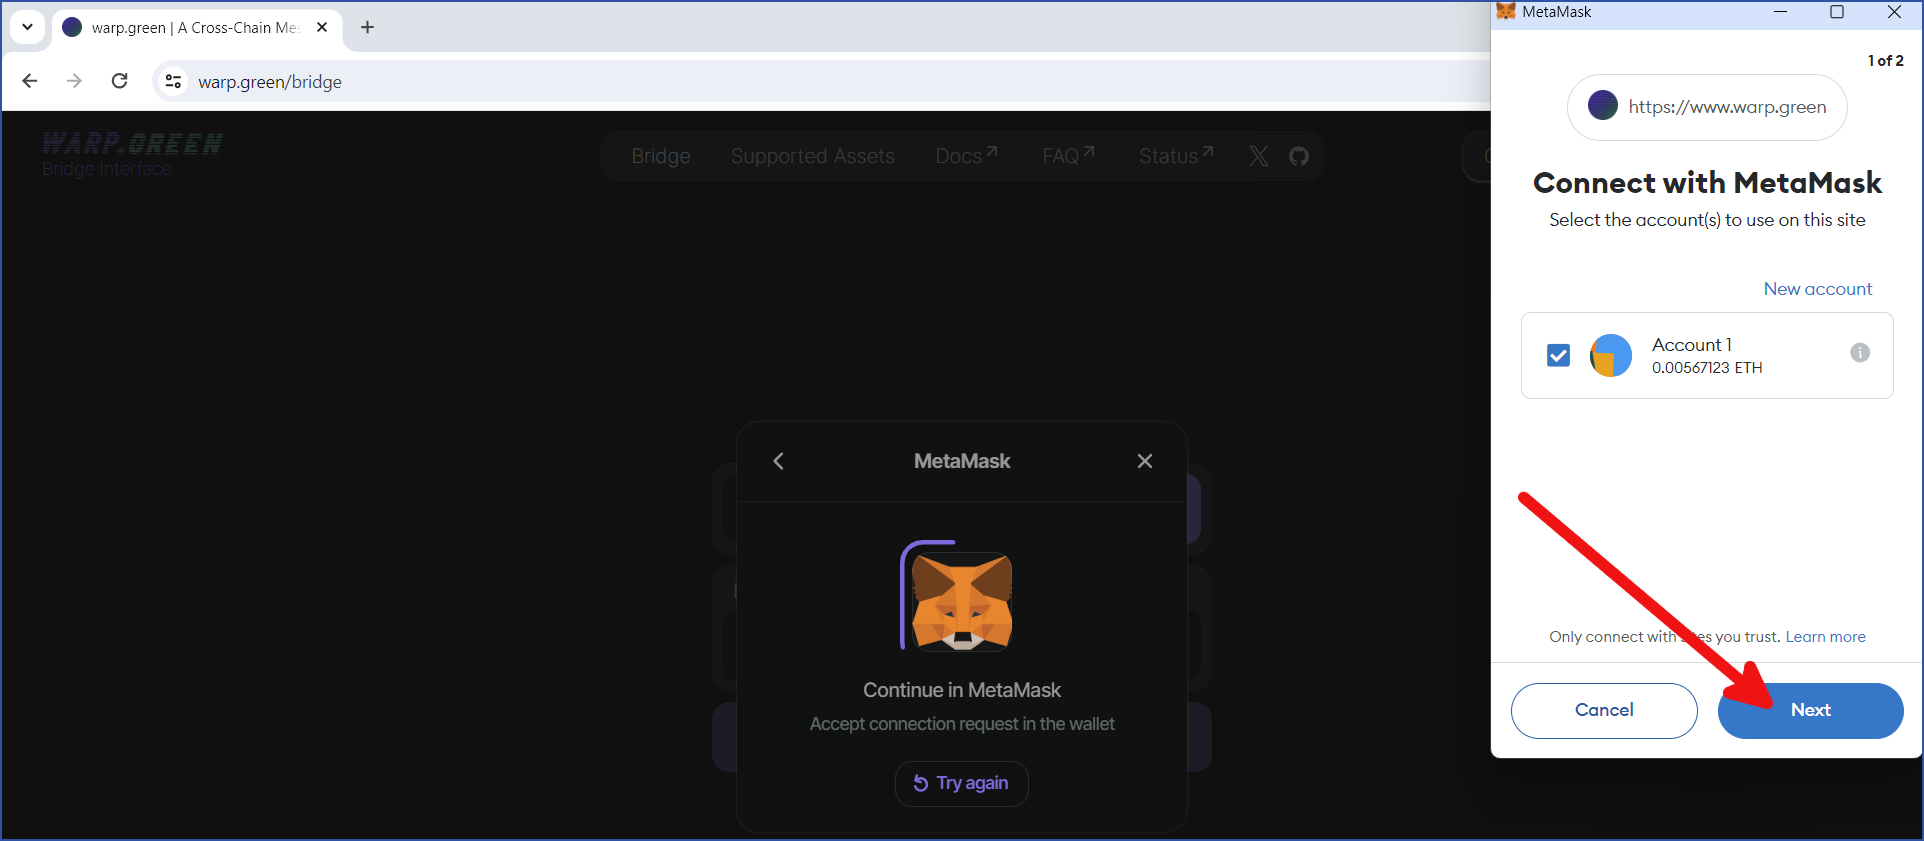 warp.green | A Cross-Chain Mes
warp.green/bridge
WARP.GREEN
Bridge Interface
Bridge
Supported Assets
Docs
FAQ
Status
MetaMask
Continue in MetaMask
Accept connection request in the wallet
Try again
MetaMask
1 of 2
https://www.warp.green
Connect with MetaMask
Select the account(s) to use on this site
New account
Account 1
0.00567123 ETH
Only connect with sites you trust. Learn more
Cancel
Next